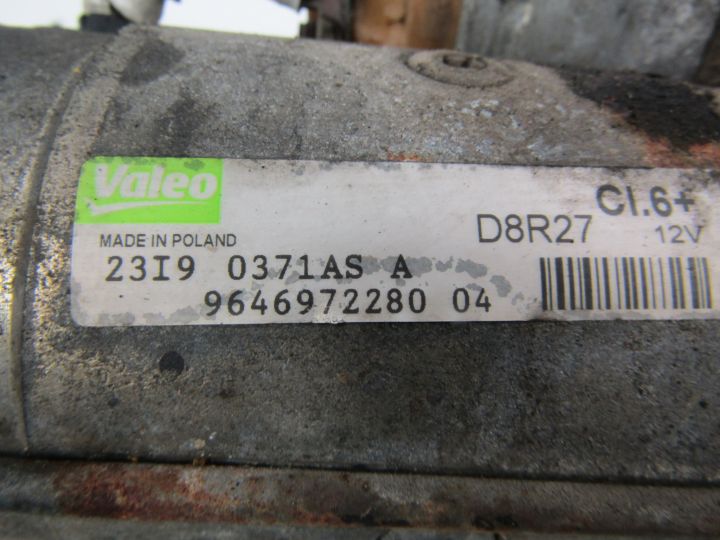 Valeo
MADE IN POLAND
D8R27
Cl.6+
12V
23I9 0371AS A
9646972280 04